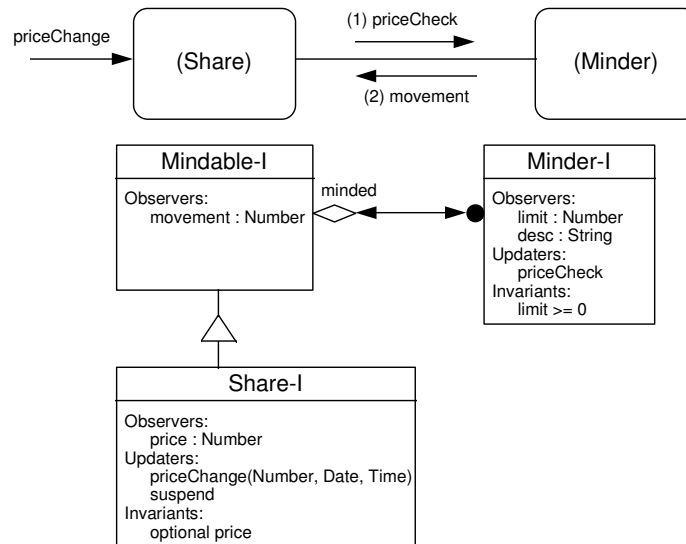 (1) priceCheck
priceChange
(Share)
(Minder)
(2) movement
Mindable-I
Observers:
movement : Number
minded
Minder-I
Observers:
limit : Number
desc : String
Updaters:
priceCheck
Invariants:
limit >= 0
Share-I
Observers:
price : Number
Updaters:
priceChange(Number, Date, Time)
suspend
Invariants:
optional price